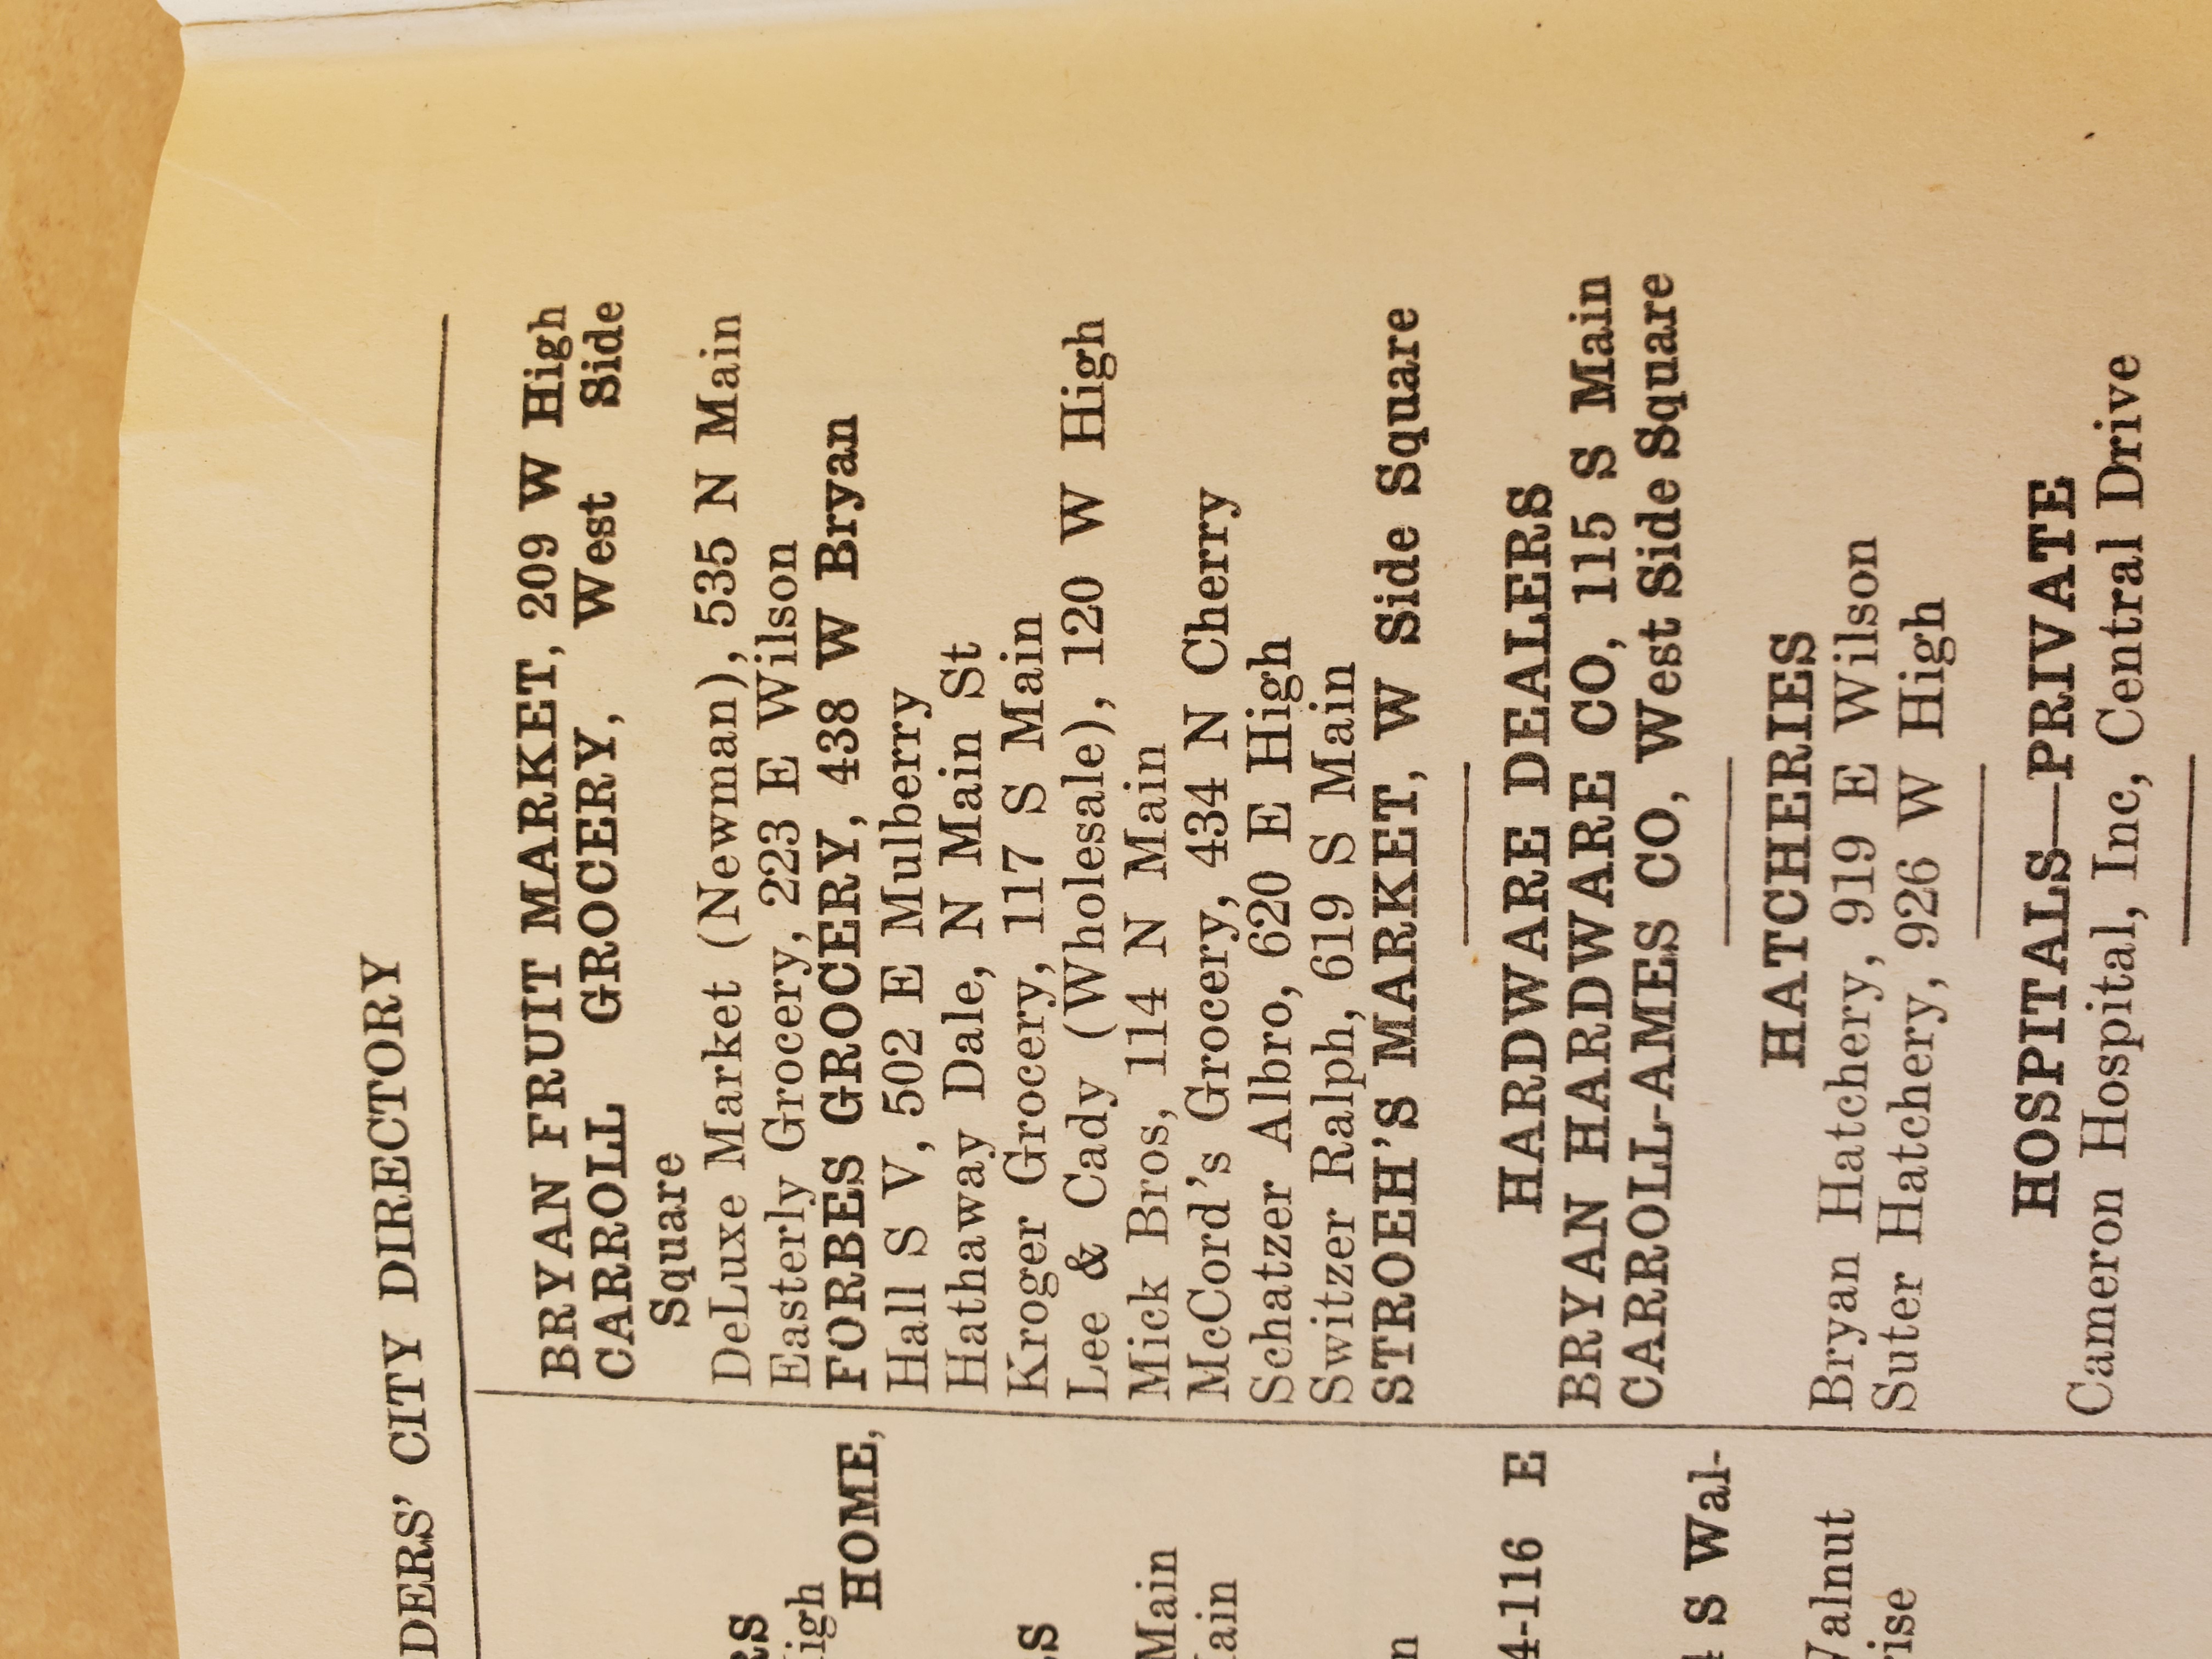 DERS' CITY DIRECTORY
HOME,
Main
4-116 E
S Wal-
BRYAN FRUIT MARKET, 209 W High
CARROLL GROCERY, West Side
Square
DeLuxe Market (Newman), 535 N Main
Easterly Grocery, 223 E Wilson
FORBES GROCERY, 438 W Bryan
Hall S V, 502 E Mulberry
Hathaway Dale, N Main St
Kroger Grocery, 117 S Main
Lee & Cady (Wholesale), 120 W High
Mick Bros, 114 N Main
McCord's Grocery, 434 N Cherry
Schatzer Albro, 620 E High
Switzer Ralph, 619 S Main
STROEH'S MARKET, W Side Square
HARDWARE DEALERS
BRYAN HARDWARE CO, 115 S Main
CARROLL-AMES CO, West Side Square
HATCHERIES
Bryan Hatchery, 919 E Wilson
Suter Hatchery, 926 W High
HOSPITALS—PRIVATE
Cameron Hospital, Inc, Central Drive